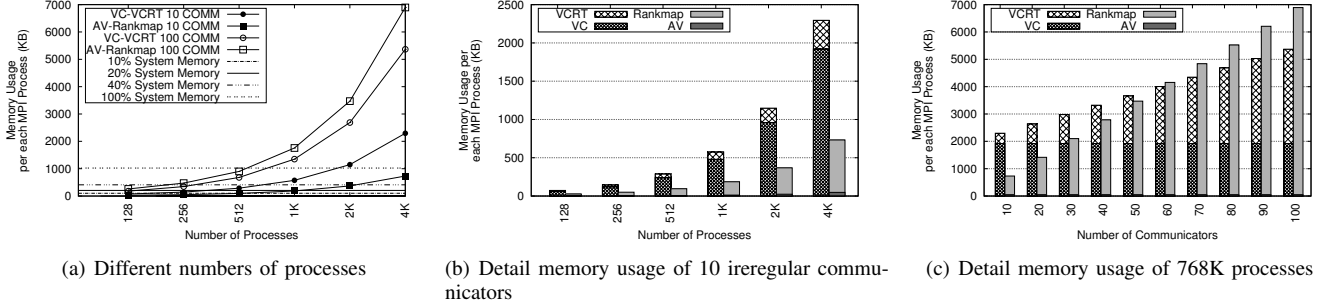 Memory Usage
per each MPI Process (KB)
7000
6000
5000
4000
3000
2000
1000
0
VC-VCRT 10 COMM
AV-Rankmap 10 COMM
VC-VCRT 100 COMM
AV-Rankmap 100 COMM
10% System Memory
20% System Memory
40% System Memory
100% System Memory
128
256
512
1K
2K
4K
Number of Processes
(a) Different numbers of processes
Memory Usage per
each MPI Process (KB)
2500
2000
1500
1000
500
0
VCRT Rankmap
VC AV
128
256
512
1K
2K
4K
Number of Processes
(b) Detail memory usage of 10 ireregular commu-
nicators
Memory Usage
per each MPI Process (KB)
7000
6000
5000
4000
3000
2000
1000
0
VCRT Rankmap
VC AV
10
20
30
40
50
60
70
80
90
100
Number of Communicators
(c) Detail memory usage of 768K processes